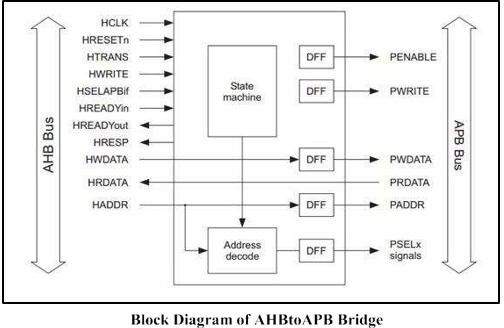 AHB Bus
HCLK
HRESETn
HTRANS
HWRITE
HSELAPBif
HREADYin
HREADYout
HRESP
HWDATA
HRDATA
HADDR
State
machine
Address
decode
DFF
DFF
DFF
DFF
DFF
PENABLE
PWRITE
PWDATA
PRDATA
PADDR
PSELx
signals
APB Bus
Block Diagram of AHBtoAPB Bridge